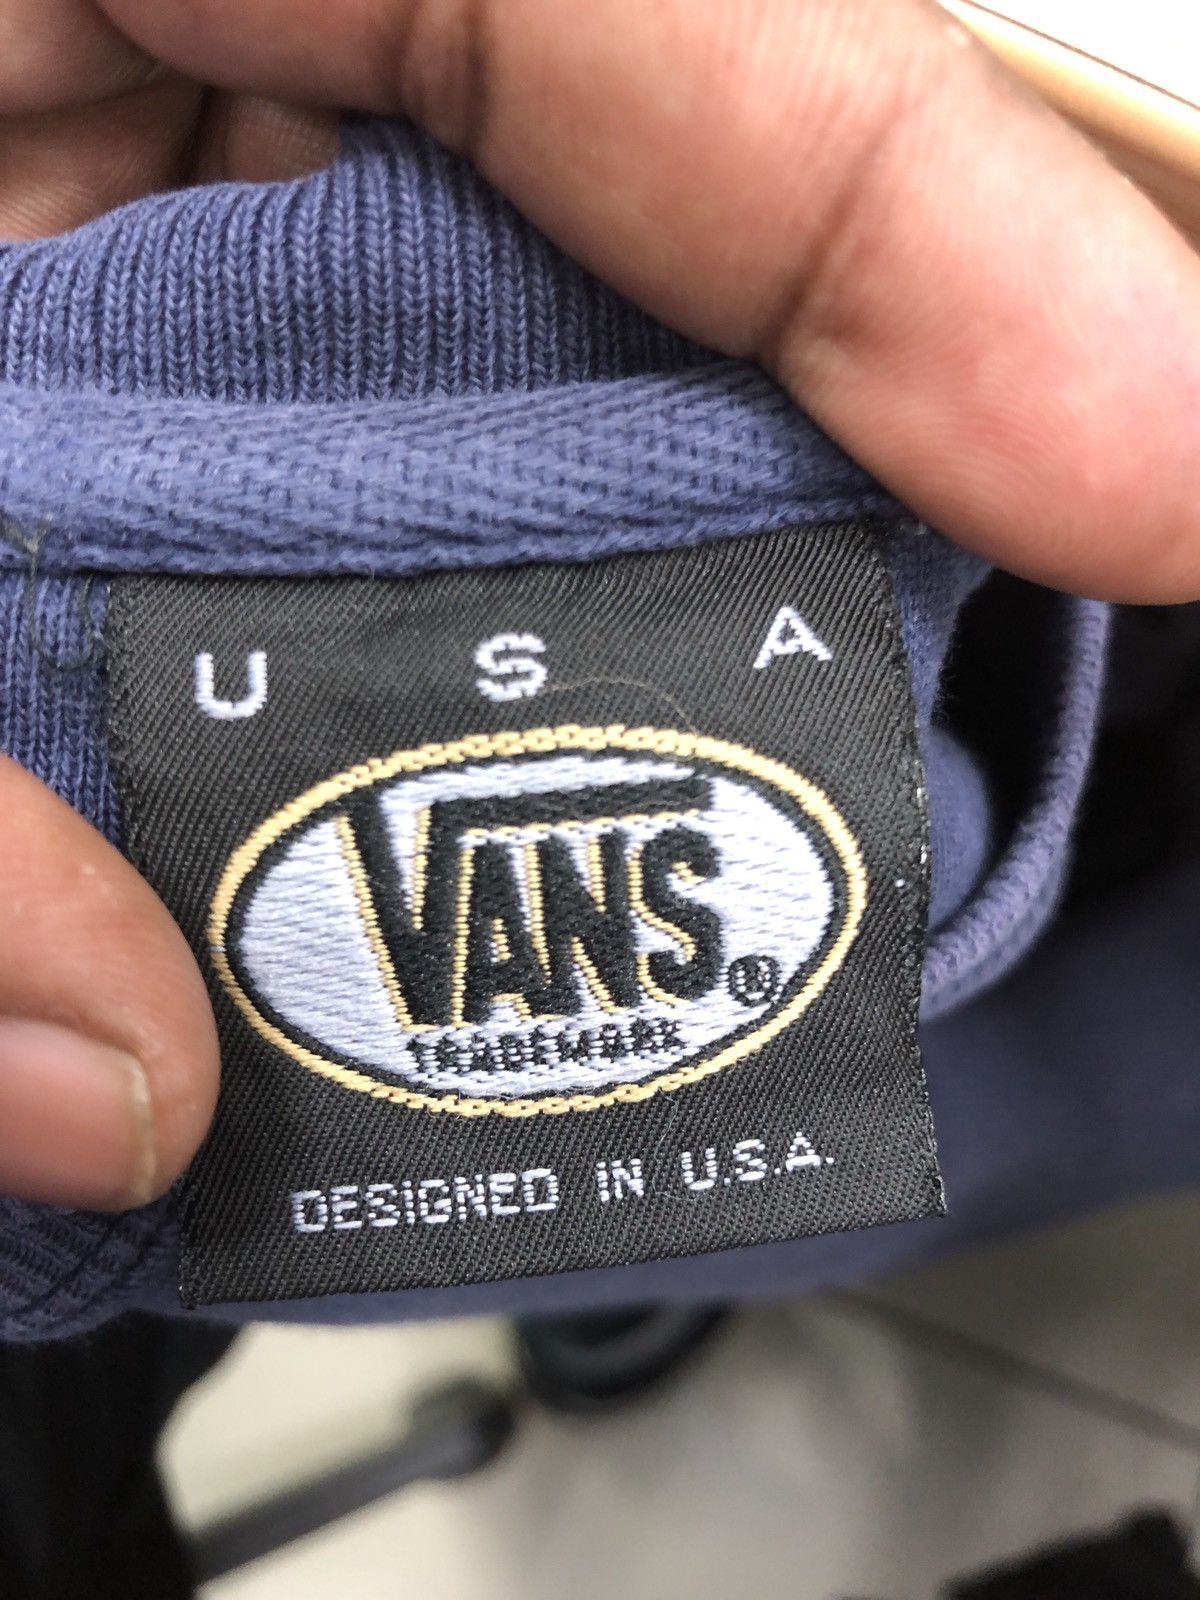 U S A
VANS ®
TRADEMARK
DESIGNED IN U.S.A.